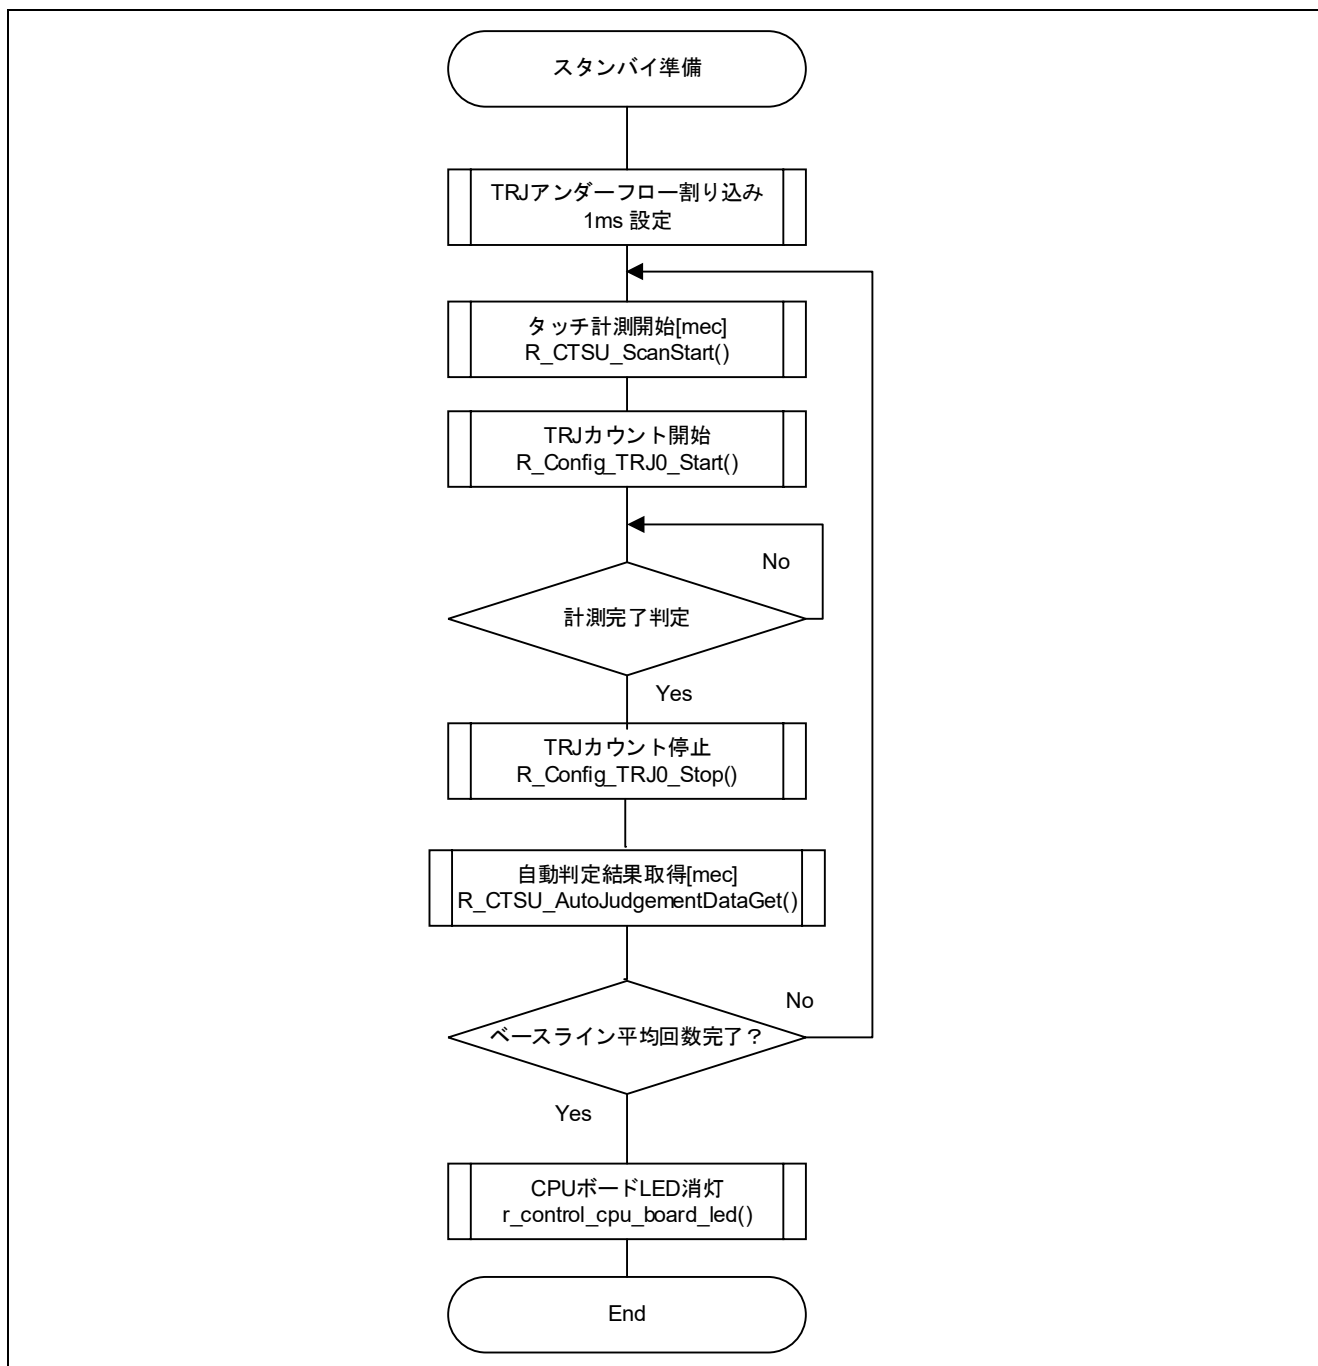 スタンバイ準備
TRJアンダーフロー割り込み
1ms 設定
タッチ計測開始[mec]
R_CTSU_ScanStart()
TRJカウント開始
R_Config_TRJ0_Start()
No
計測完了判定
Yes
TRJカウント停止
R_Config_TRJ0_Stop()
自動判定結果取得[mec]
R_CTSU_AutoJudgementDataGet()
No
ベースライン平均回数完了？
Yes
CPUボードLED消灯
r_control_cpu_board_led()
End